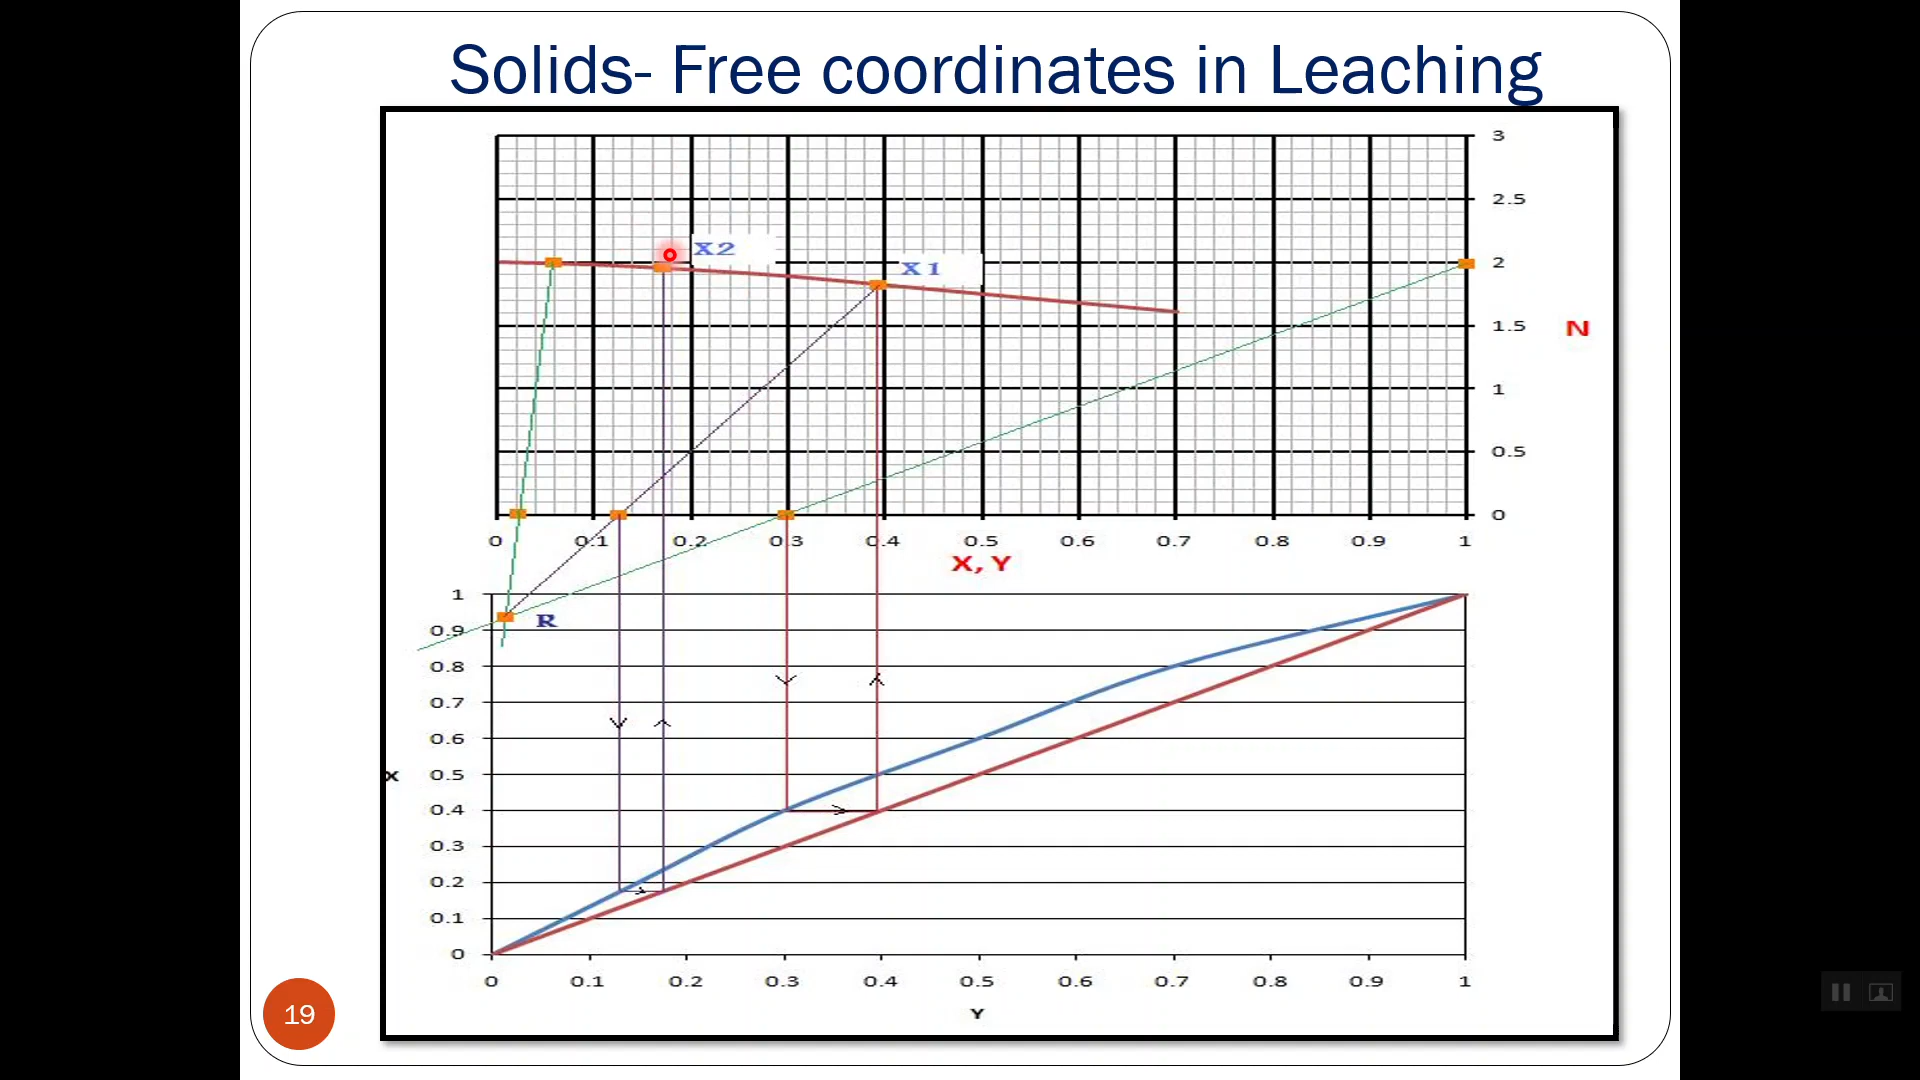 Solids- Free coordinates in Leaching
3
2.5
X2
X1
2
1.5
N
1
0.5
0
0 0.1 0.2 0.3 0.4 0.5 0.6 0.7 0.8 0.9 1
X, Y
1
R
0.9
0.8
0.7
0.6
X
0.5
0.4
0.3
0.2
0.1
0
0 0.1 0.2 0.3 0.4 0.5 0.6 0.7 0.8 0.9 1
Y
19